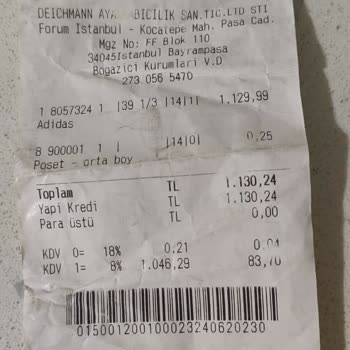 DEICHMANN AYAKKABICILIK SAN.TIC.LTD STI
Forum Istanbul - Kocatepe Mah. Pasa Cad.
Mgz No: FF Blok 110
34045Istanbul Bayrampasa
Bogazici Kurumlari V.D
273 056 5470
1 8057324 1 |39 1/3 |14|1| 1.129,99
Adidas
8 900001 1 | |14|0| 0,25
Poset - orta boy
Toplam TL 1.130,24
Yapi Kredi TL 1.130,24
Para üstü TL 0,00
KDV 0= 18% 0.21 0.04
KDV 1= 8% 1.046,29 83,70
015001200100023240620230